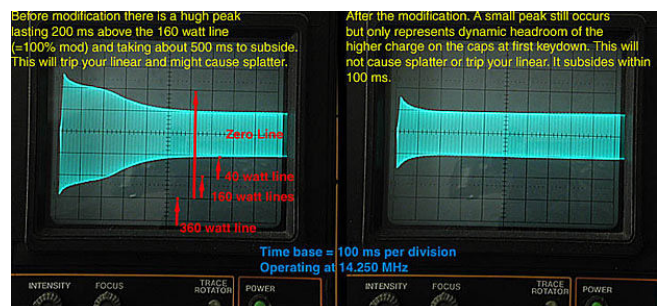 Before modification there is a hugh peak
lasting 200 ms above the 160 watt line
(=100% mod) and taking about 500 ms to subside.
This will trip your linear and might cause splatter.
After the modification. A small peak still occurs
but only represents dynamic headroom of the
higher charge on the caps at first keydown. This will
not cause splatter or trip your linear. It subsides within
100 ms.
Zero Line
40 watt line
160 watt lines
360 watt line
Time base = 100 ms per division
Operating at 14.250 MHz
INTENSITY
FOCUS
TRACE
ROTATOR
POWER
INTENSITY
FOCUS
TRACE
ROTATOR
POWER